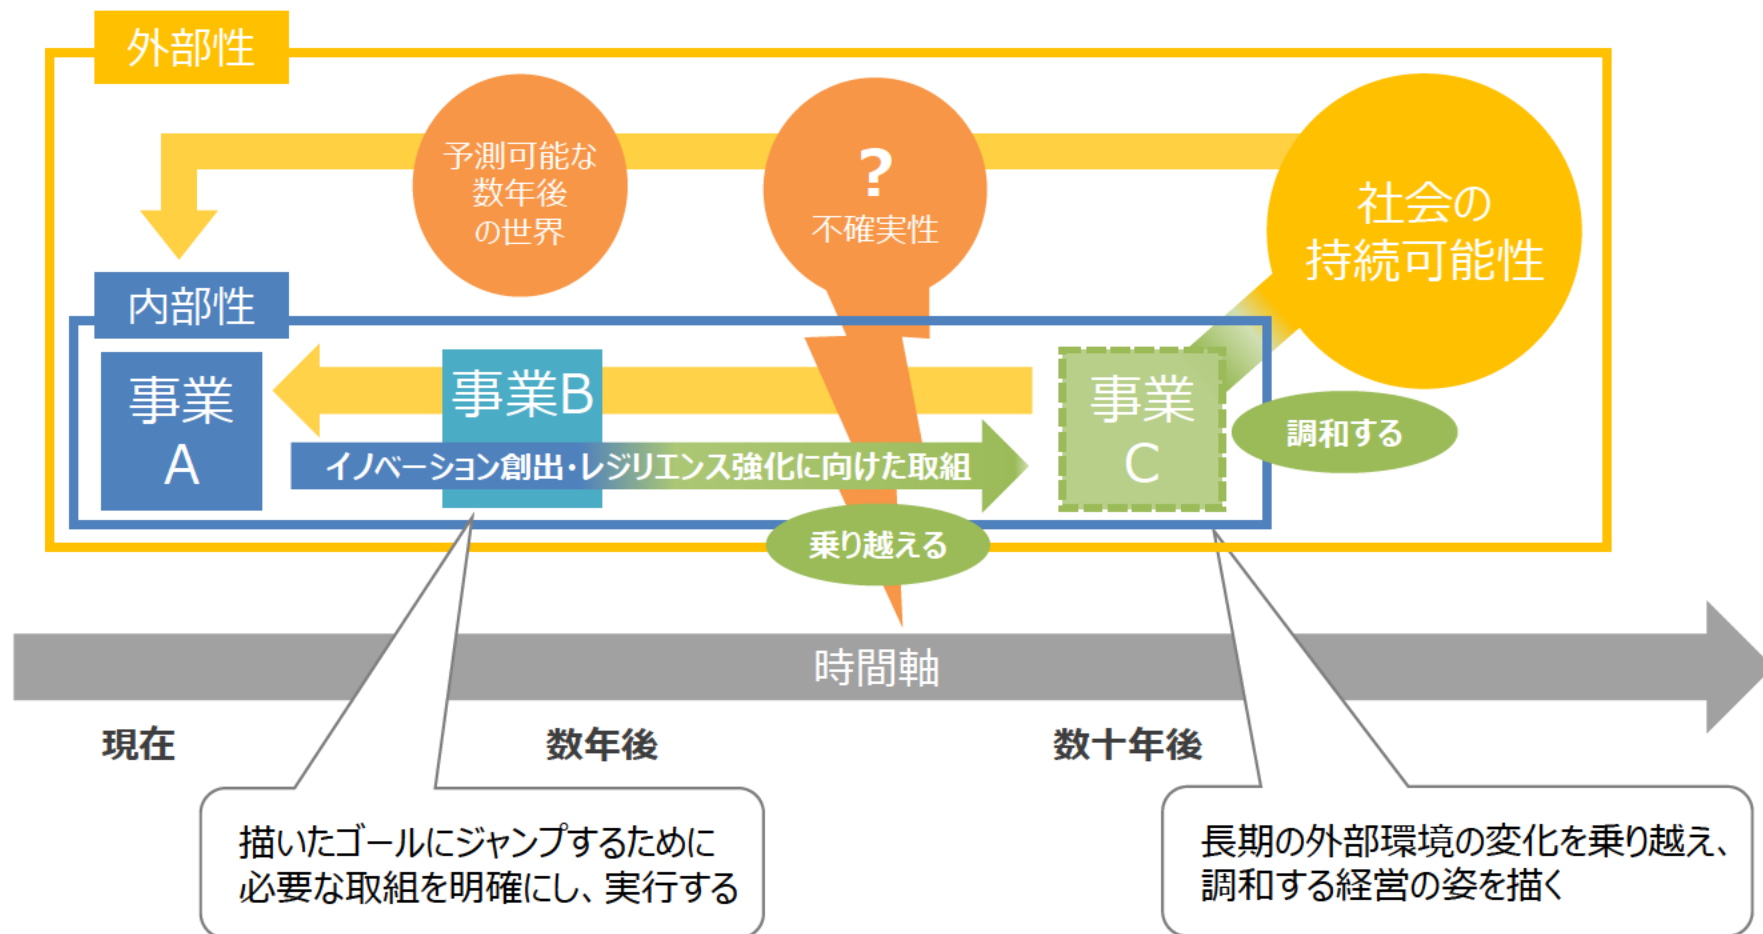 外部性
予測可能な
数年後
の世界
?
不確実性
社会の
持続可能性
内部性
事業
A
事業B
事業
C
調和する
イノベーション創出・レジリエンス強化に向けた取組
乗り越える
時間軸
現在
数年後
数十年後
描いたゴールにジャンプするために
必要な取組を明確にし、実行する
長期の外部環境の変化を乗り越え、
調和する経営の姿を描く